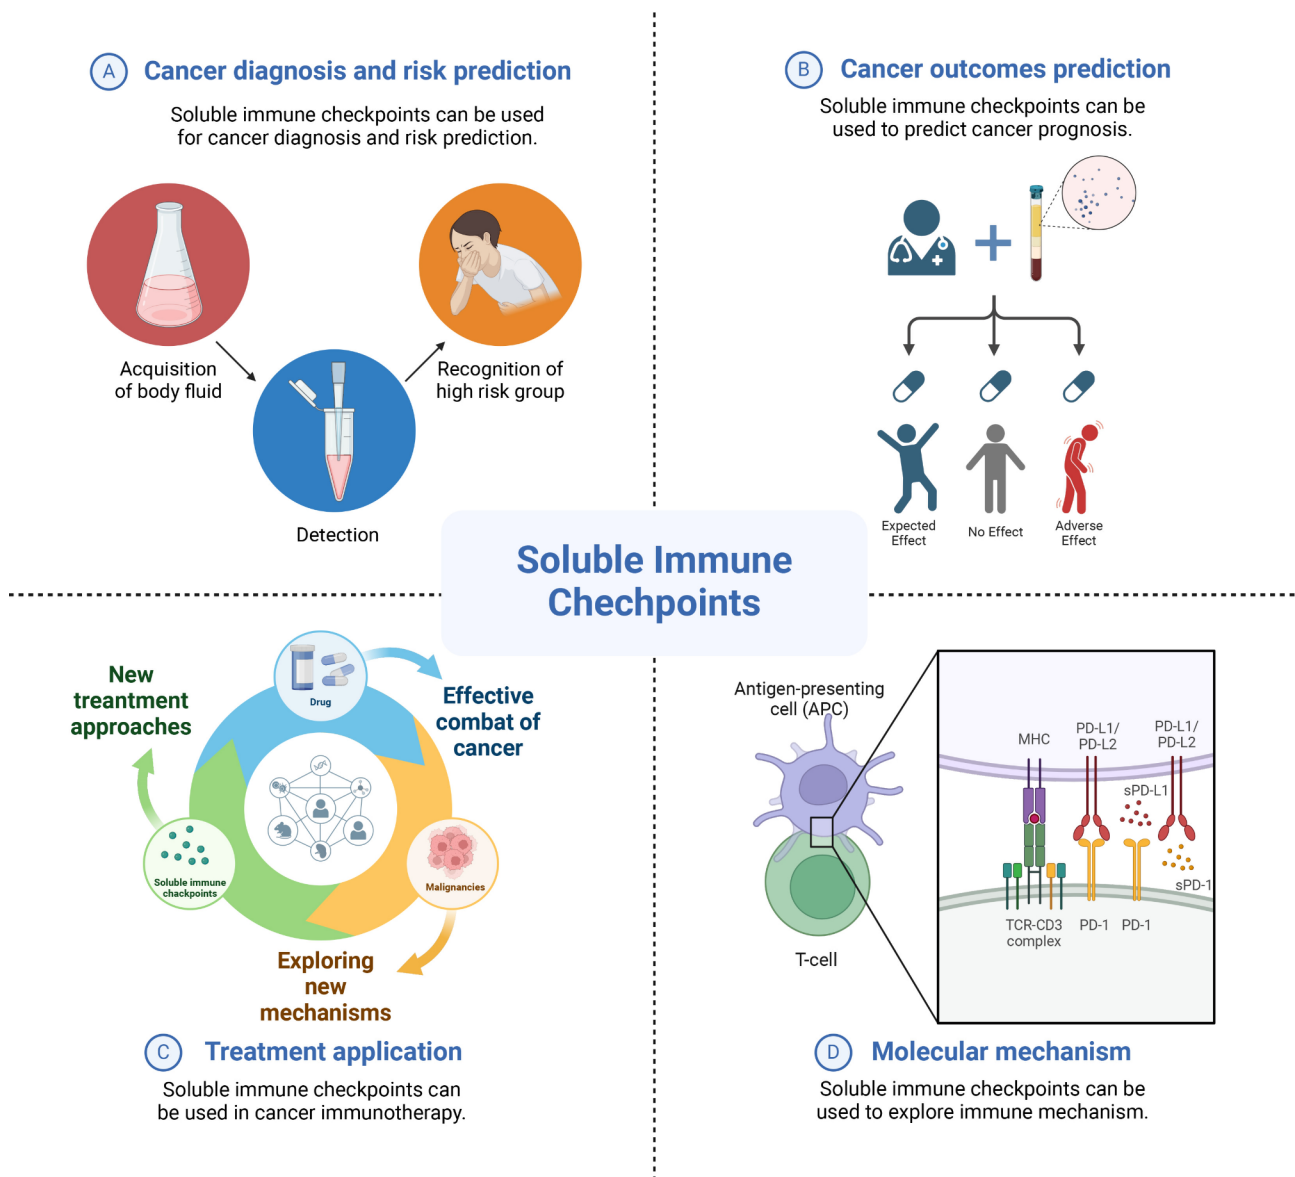 A
Cancer diagnosis and risk prediction
Soluble immune checkpoints can be used
for cancer diagnosis and risk prediction.
Acquisition
of body fluid
Recognition of
high risk group
Detection
B
Cancer outcomes prediction
Soluble immune checkpoints can be
used to predict cancer prognosis.
Expected
Effect
No Effect
Adverse
Effect
Soluble Immune
Chechpoints
New
treantment
approaches
Drug
Effective
combat of
cancer
Soluble immune
chackpoints
Malignancies
Exploring
new
mechanisms
C
Treatment application
Soluble immune checkpoints can
be used in cancer immunotherapy.
Antigen-presenting
cell (APC)
T-cell
MHC
PD-L1/
PD-L2
PD-L1/
PD-L2
sPD-L1
sPD-1
TCR-CD3
complex
PD-1
PD-1
D
Molecular mechanism
Soluble immune checkpoints can be
used to explore immune mechanism.